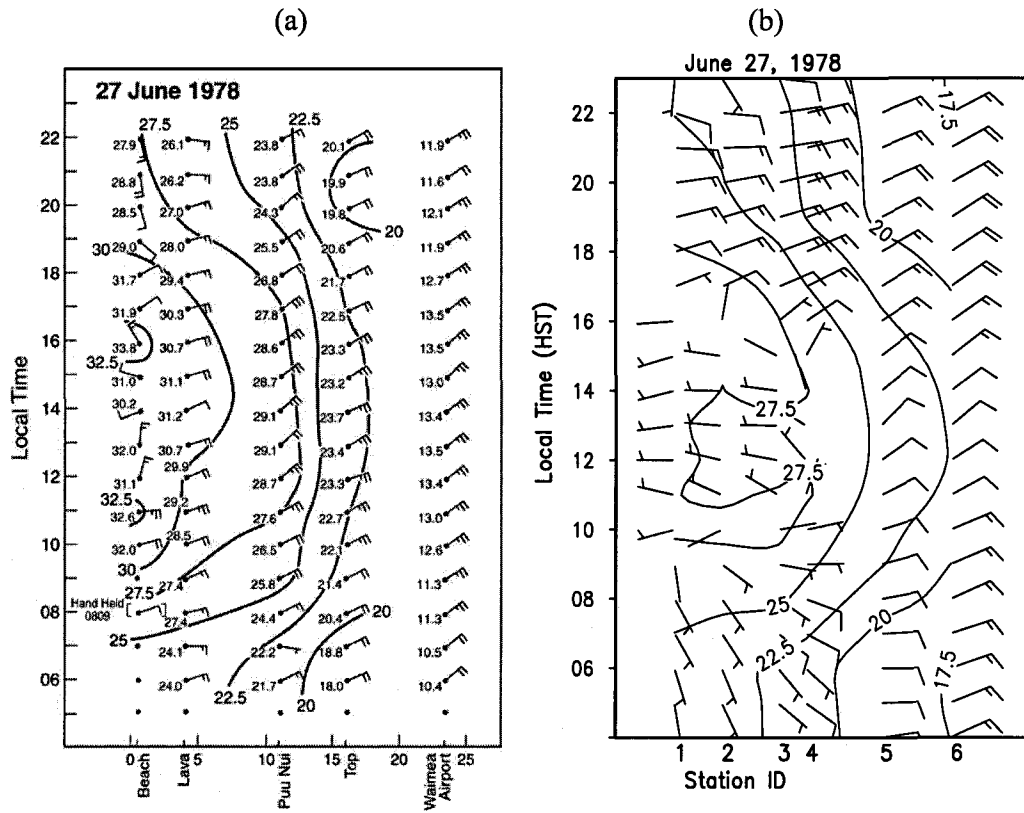 (a)
27 June 1978
27.5 25 22.5
22
27.9 26.1 23.8 20.1 11.9
28.8 26.2 23.8 19.9 11.6
20
28.5 27.0 24.3 19.8 12.1
20
30 29.0 28.0 25.5 20.6 11.9
18
31.7 29.4 26.8 21.7 12.7
31.9 30.3 27.8 22.5 13.5
16
33.8 30.7 28.6 23.3 13.5
32.5
31.0 31.1 28.7 23.2 13.0
14
30.2 31.2 29.1 23.7 13.4
32.0 30.7 29.1 23.4 13.5
29.9
12
31.1 28.7 23.3 13.4
32.5 29.2
32.6 27.6 22.7 13.0
10
32.0 28.5 26.5 22.1 12.6
30
27.5 27.4 25.8 21.4 11.3
Hand Held
0809
08
27.4 24.4 20.4 20 11.3
25
24.1 22.2 18.8 10.5
06
24.0 21.7 18.0 10.4
22.5 20
Local Time
0 5 10 15 20 25
Beach
Lava
Puu Nui
Top
Waimea
Airport
(b)
June 27, 1978
22
17.5
20
20
18
16
14
27.5
12
27.5
10
08
25
20
22.5
06
17.5
Local Time (HST)
1 2 3 4 5 6
Station ID